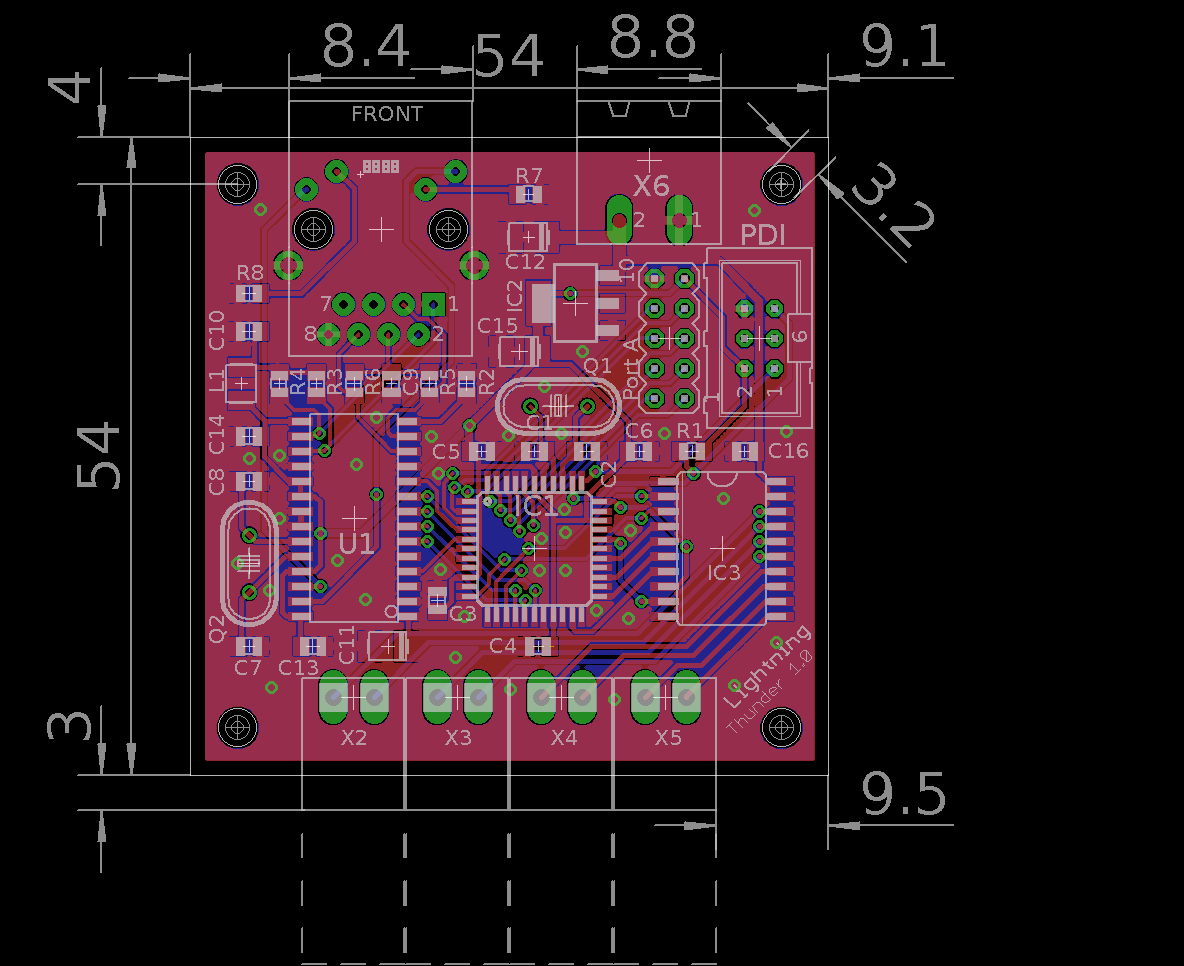 8.4
54
8.8
9.1
4
FRONT
3.2
R7
X6
2
1
PDI
C12
R8
10
IC2
7
1
C10
8
2
C15
Port A
6
Q1
L1
R4
R3
R6
C9
R5
R2
2
1
C1
C14
C5
C6
R1
C16
54
C8
C2
IC1
U1
IC3
C3
Q2
C11
C4
C7
C13
LightnIng
Thunder 1.0
3
X2
X3
X4
X5
9.5